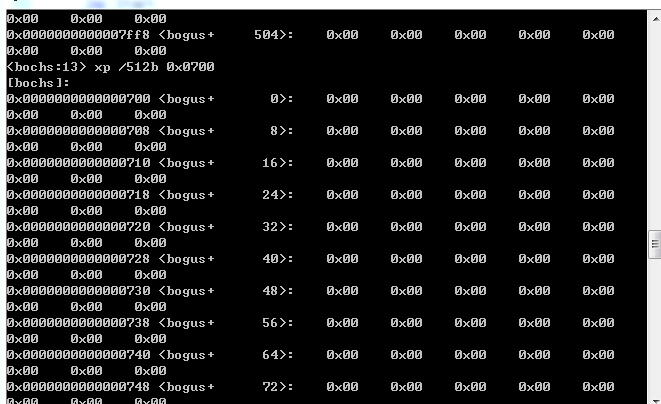 0x00 0x00 0x00
0x0000000000007ff8 <bogus+ 504>: 0x00 0x00 0x00 0x00 0x00
0x00 0x00 0x00
<bochs:13> xp /512b 0x0700
[bochs]:
0x0000000000000700 <bogus+ 0>: 0x00 0x00 0x00 0x00 0x00
0x00 0x00 0x00
0x0000000000000708 <bogus+ 8>: 0x00 0x00 0x00 0x00 0x00
0x00 0x00 0x00
0x0000000000000710 <bogus+ 16>: 0x00 0x00 0x00 0x00 0x00
0x00 0x00 0x00
0x0000000000000718 <bogus+ 24>: 0x00 0x00 0x00 0x00 0x00
0x00 0x00 0x00
0x0000000000000720 <bogus+ 32>: 0x00 0x00 0x00 0x00 0x00
0x00 0x00 0x00
0x0000000000000728 <bogus+ 40>: 0x00 0x00 0x00 0x00 0x00
0x00 0x00 0x00
0x0000000000000730 <bogus+ 48>: 0x00 0x00 0x00 0x00 0x00
0x00 0x00 0x00
0x0000000000000738 <bogus+ 56>: 0x00 0x00 0x00 0x00 0x00
0x00 0x00 0x00
0x0000000000000740 <bogus+ 64>: 0x00 0x00 0x00 0x00 0x00
0x00 0x00 0x00
0x0000000000000748 <bogus+ 72>: 0x00 0x00 0x00 0x00 0x00
0x00 0x00 0x00